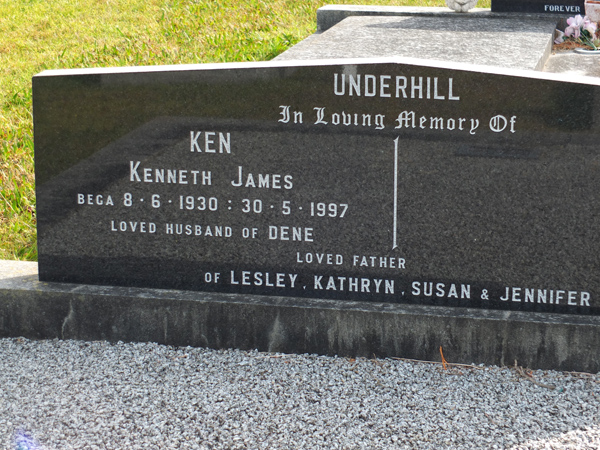 FOREVER
UNDERHILL
In Loving Memory Of
KEN
KENNETH JAMES
BEGA 8 · 6 · 1930 : 30 · 5 · 1997
LOVED HUSBAND OF DENE
LOVED FATHER
OF LESLEY, KATHRYN, SUSAN & JENNIFER